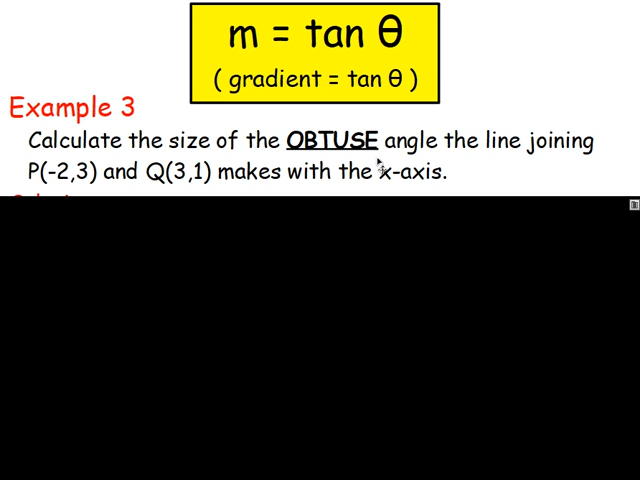 m = tan θ
( gradient = tan θ )
Example 3
Calculate the size of the OBTUSE angle the line joining
P(-2,3) and Q(3,1) makes with the x-axis.